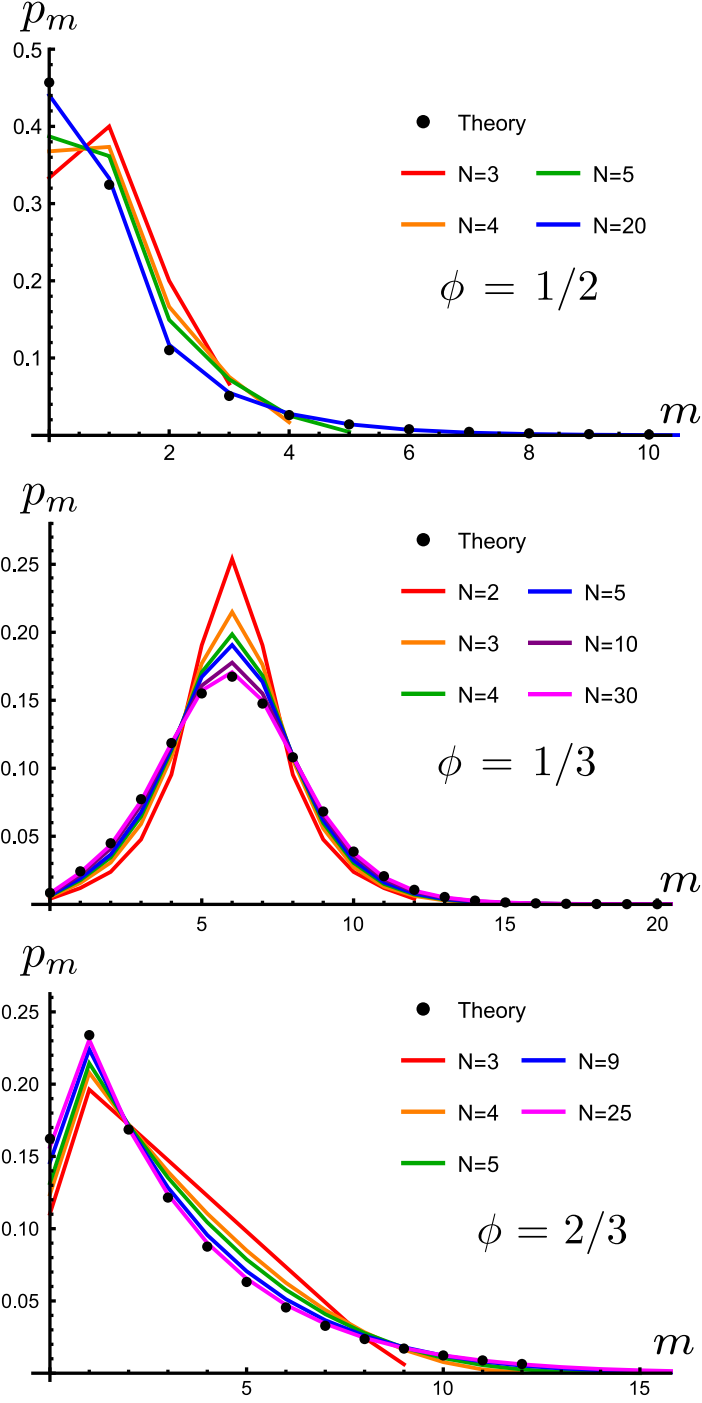 p_m
0.5
Theory
0.4
N=3 N=5
0.3
N=4 N=20
ϕ = 1/2
0.2
0.1
m
2 4 6 8 10
p_m
Theory
0.25
N=2 N=5
0.20
N=3 N=10
0.15
N=4 N=30
ϕ = 1/3
0.10
0.05
m
5 10 15 20
p_m
0.25
Theory
N=3 N=9
0.20
N=4 N=25
0.15
N=5
ϕ = 2/3
0.10
0.05
m
5 10 15